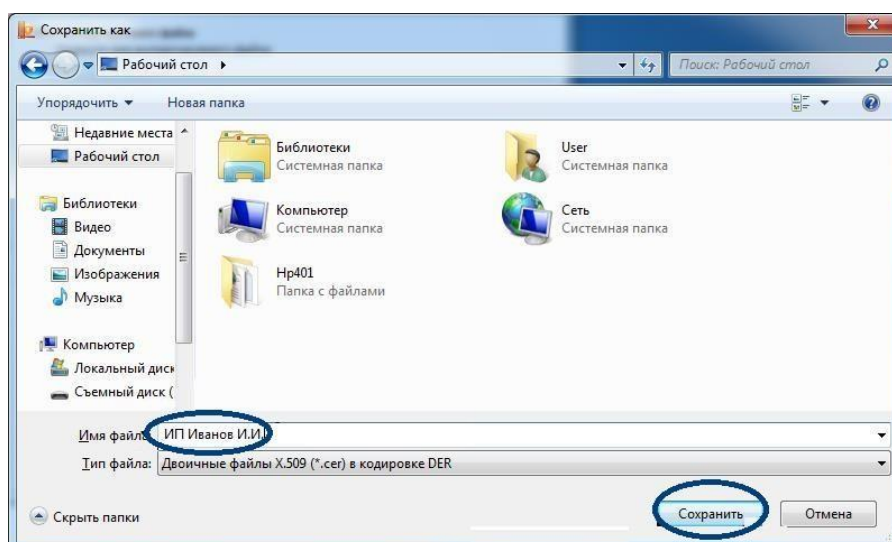 Сохранить как
Рабочий стол
Поиск: Рабочий стол
Упорядочить
Новая папка
Недавние места
Рабочий стол
Библиотеки
Видео
Документы
Изображения
Музыка
Компьютер
Локальный диск
Съемный диск (
Библиотеки
Системная папка
User
Системная папка
Компьютер
Системная папка
Сеть
Системная папка
Hp401
Папка с файлами
Имя файла: ИП Иванов И.И.
Тип файла: Двоичные файлы X.509 (*.cer) в кодировке DER
Скрыть папки
Сохранить
Отмена